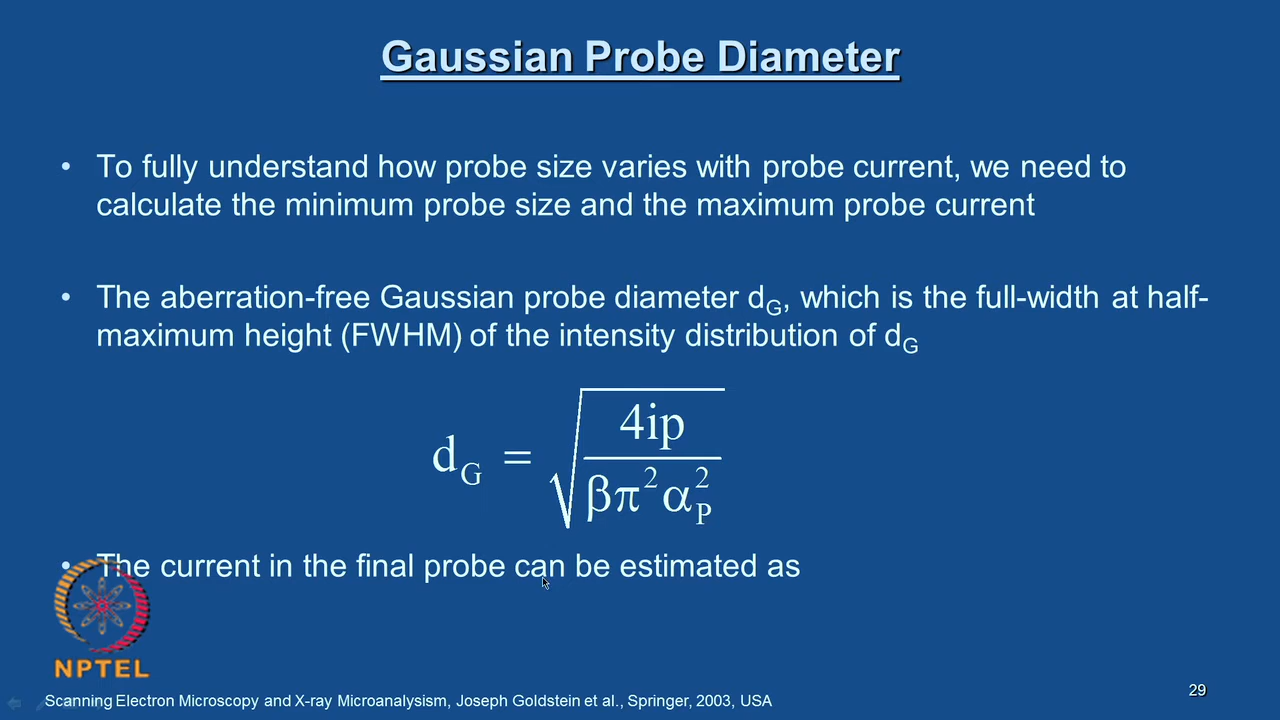 Gaussian Probe Diameter
• To fully understand how probe size varies with probe current, we need to
calculate the minimum probe size and the maximum probe current
• The aberration-free Gaussian probe diameter d_G, which is the full-width at half-
maximum height (FWHM) of the intensity distribution of d_G
d_G = √(4ip / βπ²α_P²)
• The current in the final probe can be estimated as
NPTEL
Scanning Electron Microscopy and X-ray Microanalysism, Joseph Goldstein et al., Springer, 2003, USA
29